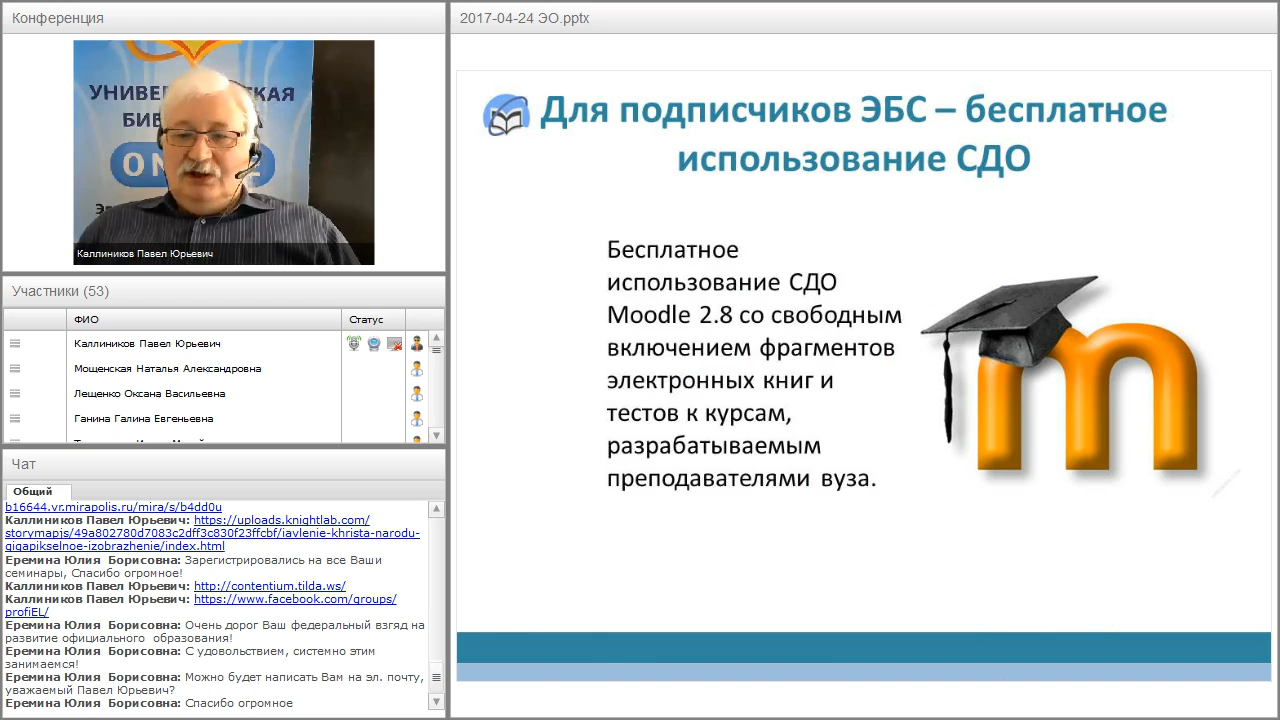 Конференция
УНИВЕ
КАЯ
БИБ
Каллиников Павел Юрьевич
Участники (53)
ФИО Статус
Каллиников Павел Юрьевич
Мощенская Наталья Александровна
Лещенко Оксана Васильевна
Ганина Галина Евгеньевна
Чат
Общий
b16644.vr.mirapolis.ru/mira/s/b4dd0u
Каллиников Павел Юрьевич: https://uploads.knightlab.com/
storymapjs/49a802780d7083c2dff3c830f23ffcbf/iavlenie-khrista-narodu-
gigapikselnoe-izobrazhenie/index.html
Еремина Юлия Борисовна: Зарегистрировались на все Ваши
семинары, Спасибо огромное!
Каллиников Павел Юрьевич: http://contentium.tilda.ws/
Каллиников Павел Юрьевич: https://www.facebook.com/groups/
profiEL/
Еремина Юлия Борисовна: Очень дорог Ваш федеральный взгяд на
развитие официального образования!
Еремина Юлия Борисовна: С удовольствием, системно этим
занимаемся!
Еремина Юлия Борисовна: Можно будет написать Вам на эл. почту,
уважаемый Павел Юрьевич?
Еремина Юлия Борисовна: Спасибо огромное
2017-04-24 ЭО.pptx
Для подписчиков ЭБС – бесплатное
использование СДО
Бесплатное
использование СДО
Moodle 2.8 со свободным
включением фрагментов
электронных книг и
тестов к курсам,
разрабатываемым
преподавателями вуза.
m